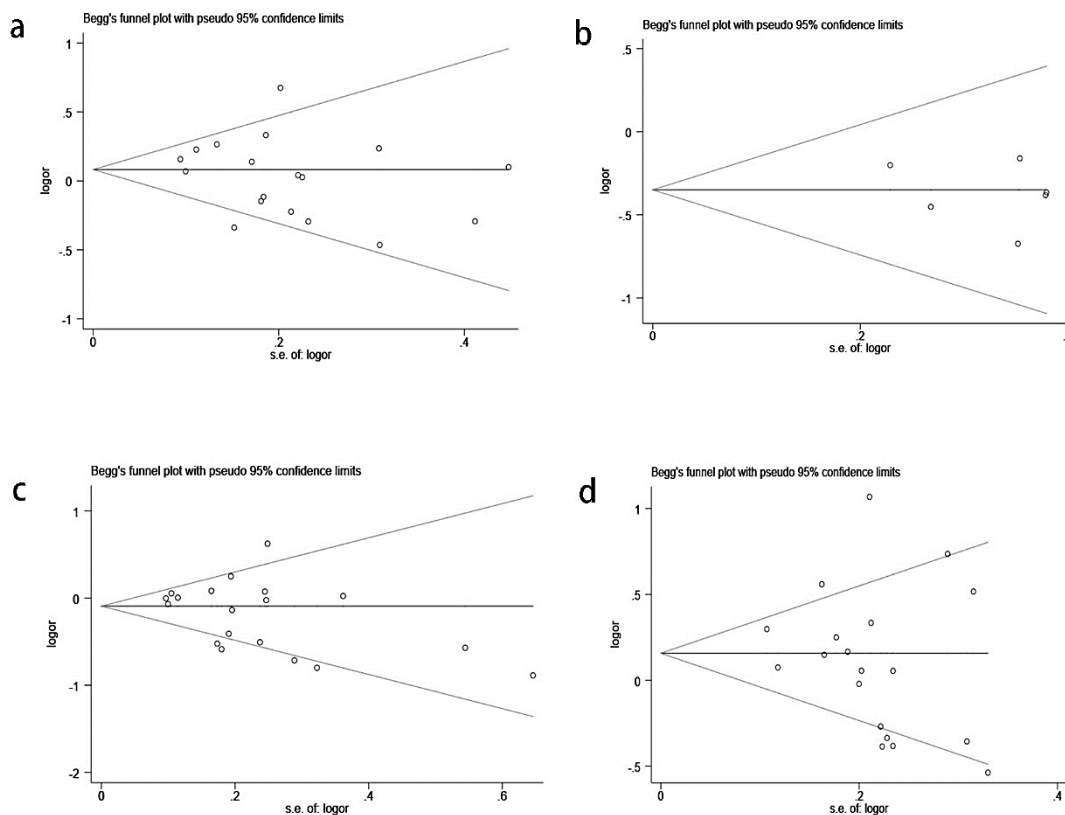 a
Begg's funnel plot with pseudo 95% confidence limits
1
.5
0
-.5
-1
logor
0
.2
.4
s.e. of: logor
b
Begg's funnel plot with pseudo 95% confidence limits
.5
0
-.5
-1
logor
0
.2
s.e. of: logor
c
Begg's funnel plot with pseudo 95% confidence limits
1
0
-1
-2
logor
0
.2
.4
.6
s.e. of: logor
d
Begg's funnel plot with pseudo 95% confidence limits
1
.5
0
-.5
logor
0
.2
.4
s.e. of: logor